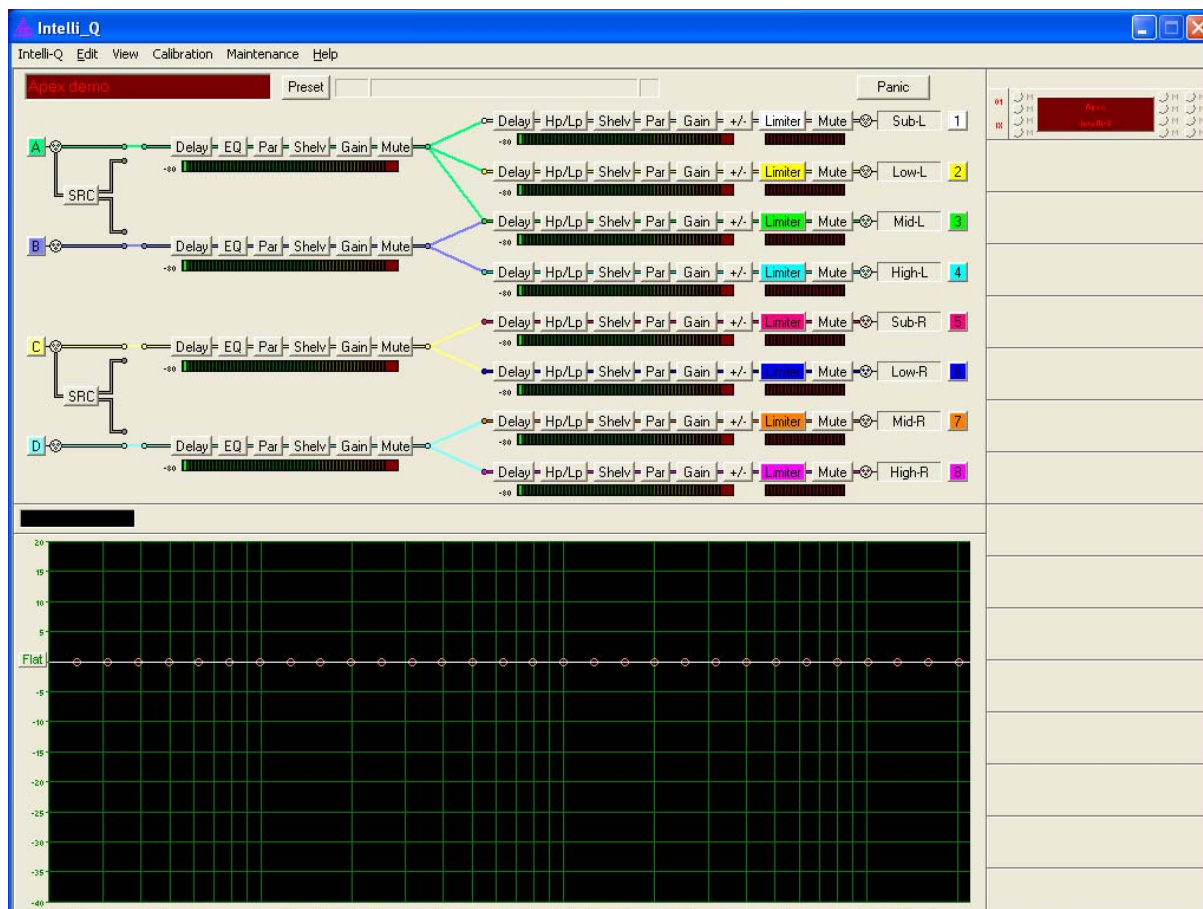 Intelli_Q
Intelli-Q Edit View Calibration Maintenance Help
Apex demo Preset Panic
A Delay EQ Par Shelv Gain Mute
-80
SRC
B Delay EQ Par Shelv Gain Mute
-80
C Delay EQ Par Shelv Gain Mute
-80
SRC
D Delay EQ Par Shelv Gain Mute
-80
Delay Hp/Lp Shelv Par Gain +/- Limiter Mute Sub-L 1
-80
Delay Hp/Lp Shelv Par Gain +/- Limiter Mute Low-L 2
-80
Delay Hp/Lp Shelv Par Gain +/- Limiter Mute Mid-L 3
-80
Delay Hp/Lp Shelv Par Gain +/- Limiter Mute High-L 4
-80
Delay Hp/Lp Shelv Par Gain +/- Limiter Mute Sub-R 5
-80
Delay Hp/Lp Shelv Par Gain +/- Limiter Mute Low-R 6
-80
Delay Hp/Lp Shelv Par Gain +/- Limiter Mute Mid-R 7
-80
Delay Hp/Lp Shelv Par Gain +/- Limiter Mute High-R 8
-80
01
Apex
20
15
10
5
Flat
-5
-10
-15
-20
-25
-30
-35
-40